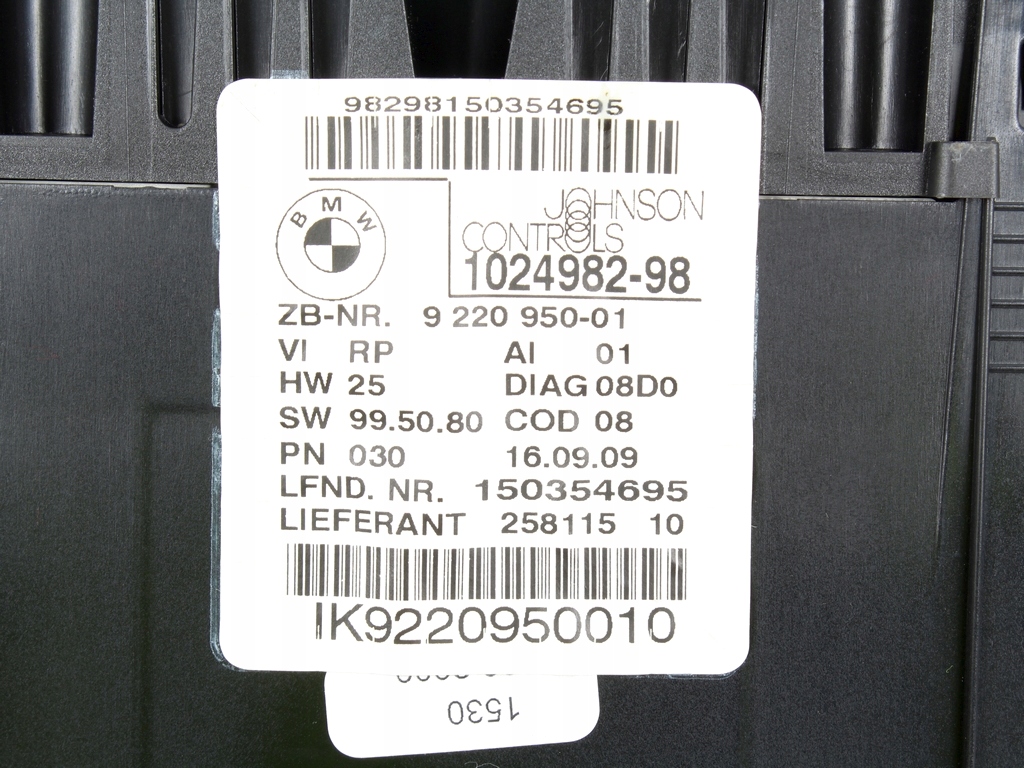 98298150354695
BMW
JOHNSON
CONTROLS
1024982-98
ZB-NR. 9 220 950-01
VI RP AI 01
HW 25 DIAG 08D0
SW 99.50.80 COD 08
PN 030 16.09.09
LFND. NR. 150354695
LIEFERANT 258115 10
IK9220950010
1530